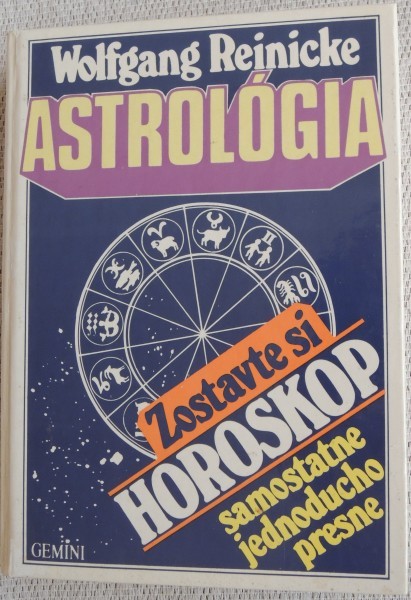 Wolfgang Reinicke
ASTROLÓGIA
Zostavte si
HOROSKOP
samostatne
jednoducho
presne
GEMINI